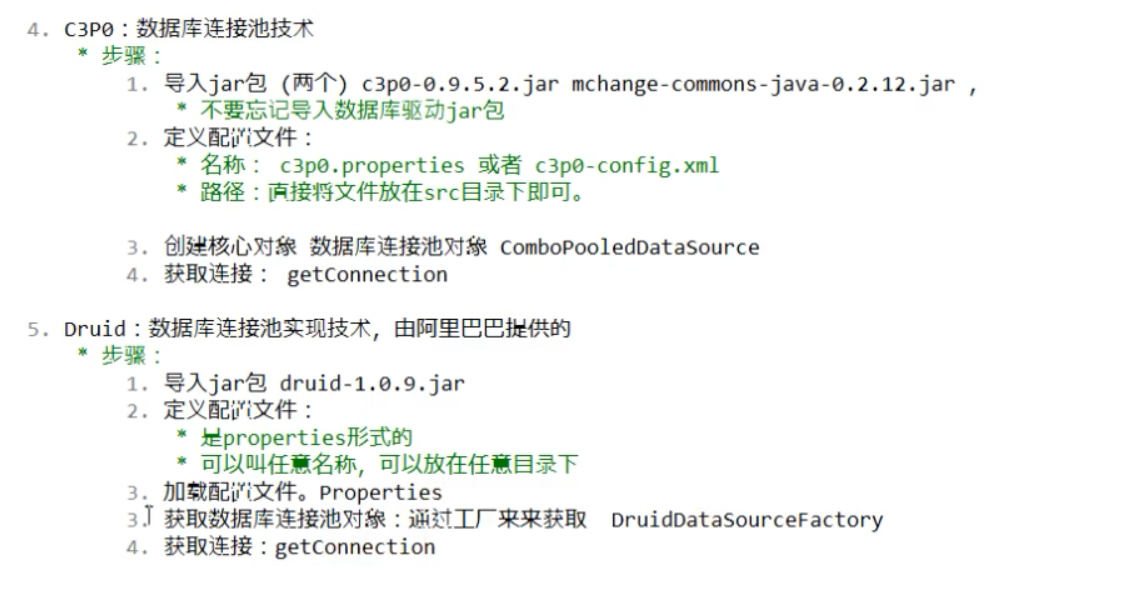 4. C3P0：数据库连接池技术
* 步骤：
1. 导入jar包 (两个) c3p0-0.9.5.2.jar mchange-commons-java-0.2.12.jar ，
* 不要忘记导入数据库驱动jar包
2. 定义配置文件：
* 名称： c3p0.properties 或者 c3p0-config.xml
* 路径：直接将文件放在src目录下即可。
3. 创建核心对象 数据库连接池对象 ComboPooledDataSource
4. 获取连接： getConnection
5. Druid：数据库连接池实现技术，由阿里巴巴提供的
* 步骤：
1. 导入jar包 druid-1.0.9.jar
2. 定义配置文件：
* 是properties形式的
* 可以叫任意名称，可以放在任意目录下
3. 加载配置文件。Properties
3. 获取数据库连接池对象：通过工厂来来获取 DruidDataSourceFactory
4. 获取连接：getConnection